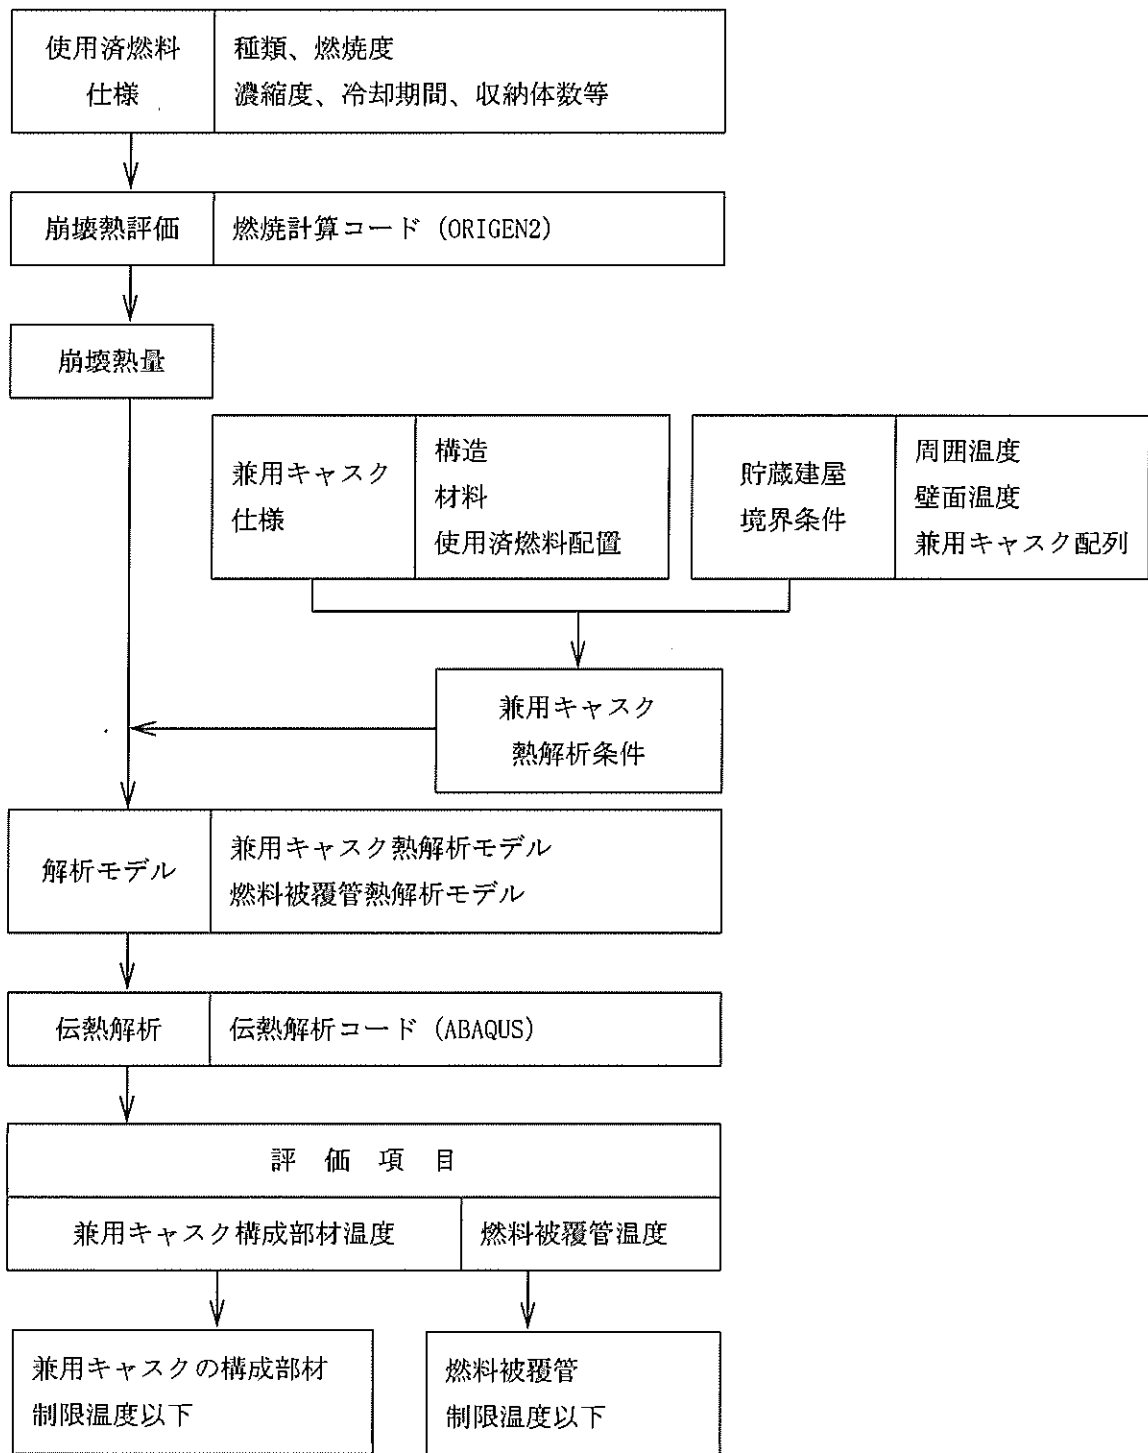 使用済燃料
仕様
種類、燃焼度
濃縮度、冷却期間、収納体数等
崩壊熱評価
燃焼計算コード (ORIGEN2)
崩壊熱量
兼用キャスク
仕様
構造
材料
使用済燃料配置
貯蔵建屋
境界条件
周囲温度
壁面温度
兼用キャスク配列
兼用キャスク
熱解析条件
解析モデル
兼用キャスク熱解析モデル
燃料被覆管熱解析モデル
伝熱解析
伝熱解析コード (ABAQUS)
評 価 項 目
兼用キャスク構成部材温度
燃料被覆管温度
兼用キャスクの構成部材
制限温度以下
燃料被覆管
制限温度以下